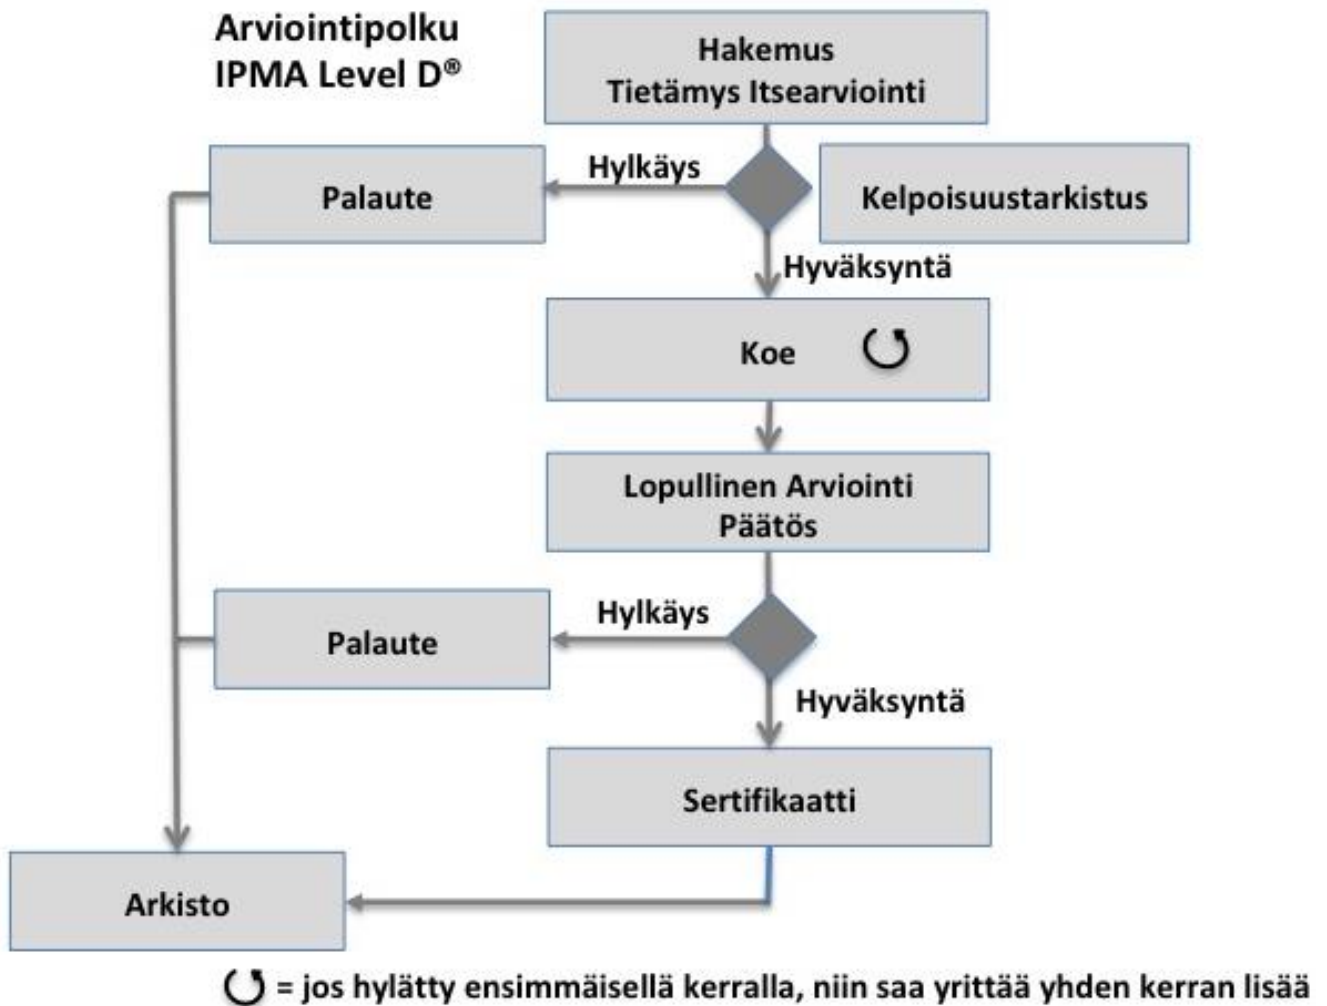 Arviointipolku
IPMA Level D®
Hakemus
Tietämys Itsearviointi
Hylkäys
Palaute
Kelpoisuustarkistus
Hyväksyntä
Koe
Lopullinen Arviointi
Päätös
Hylkäys
Palaute
Hyväksyntä
Sertifikaatti
Arkisto
= jos hylätty ensimmäisellä kerralla, niin saa yrittää yhden kerran lisää